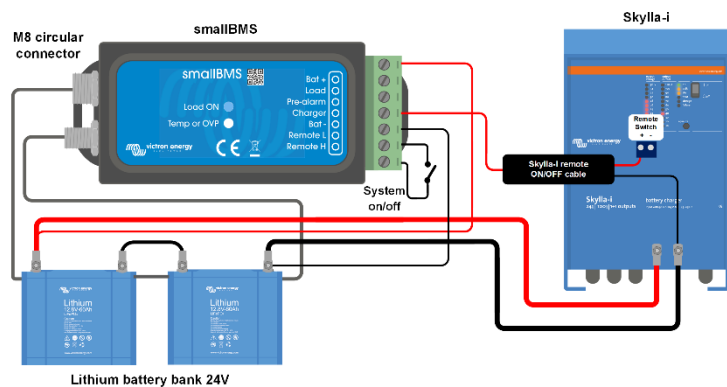 smallBMS
Skylla-i
M8 circular
connector
smallBMS
Bat +
Load
Pre-alarm
Charger
Bat -
Remote L
Remote H
Load ON
Temp or OVP
victron energy
CE
Remote
Switch
+ -
victron energy
Skylla-I remote
ON/OFF cable
System
on/off
Skylla-i
battery charger
Lithium
Lithium
Lithium battery bank 24V